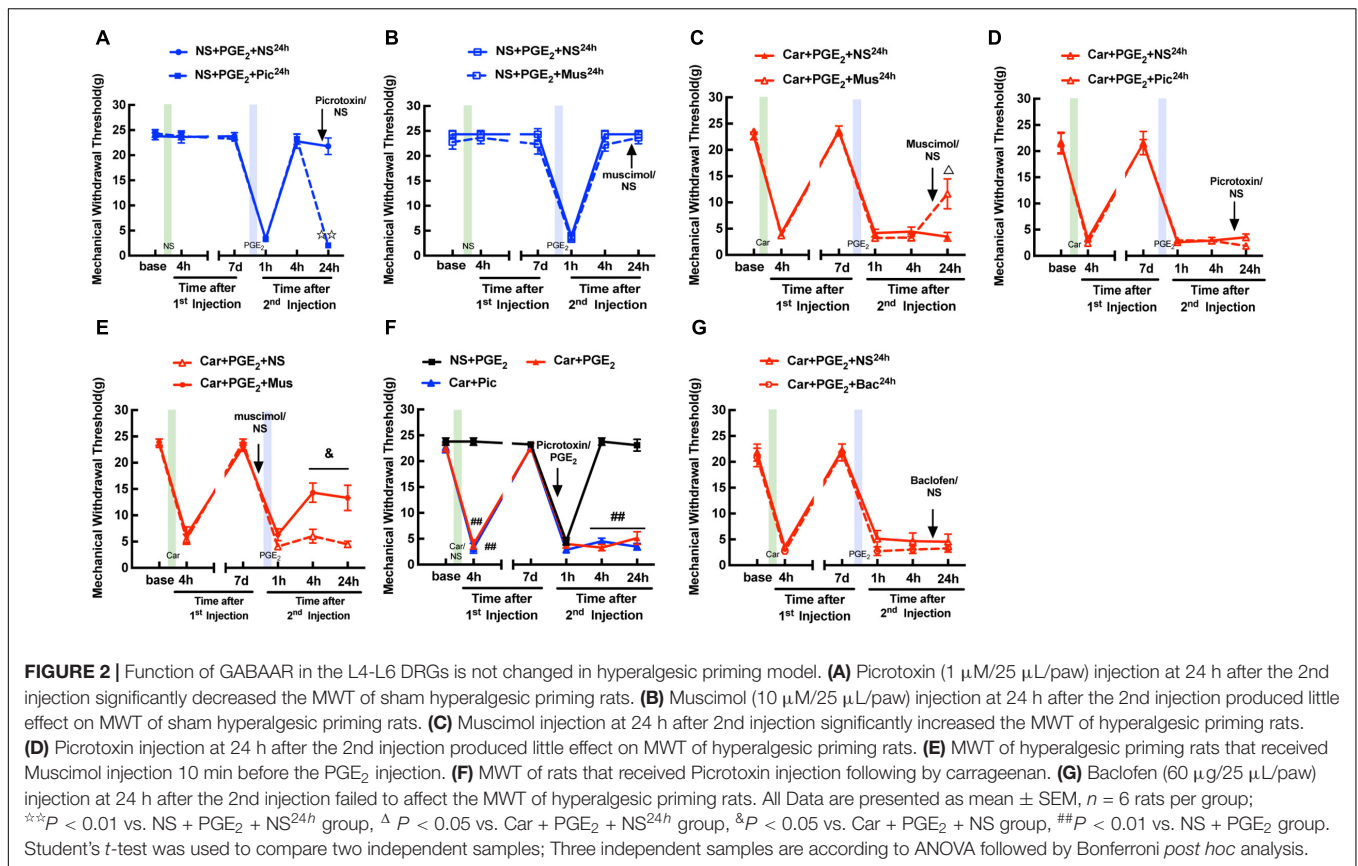 A
NS+PGE2+NS24h
NS+PGE2+Pic24h
Mechanical Withdrawal Threshold(g)
30
25
20
15
10
5
0
Picrotoxin/
NS
☆☆
NS
PGE2
base 4h 7d 1h 4h 24h
Time after
1st Injection
Time after
2nd Injection
B
NS+PGE2+NS24h
NS+PGE2+Mus24h
Mechanical Withdrawal Threshold(g)
30
25
20
15
10
5
0
muscimol/
NS
NS
PGE2
base 4h 7d 1h 4h 24h
Time after
1st Injection
Time after
2nd Injection
C
Car+PGE2+NS24h
Car+PGE2+Mus24h
Mechanical Withdrawal Threshold(g)
30
25
20
15
10
5
0
Muscimol/
NS
△
Car
PGE2
base 4h 7d 1h 4h 24h
Time after
1st Injection
Time after
2nd Injection
D
Car+PGE2+NS24h
Car+PGE2+Pic24h
Mechanical Withdrawal Threshold(g)
30
25
20
15
10
5
0
Picrotoxin/
NS
Car
PGE2
base 4h 7d 1h 4h 24h
Time after
1st Injection
Time after
2nd Injection
E
Car+PGE2+NS
Car+PGE2+Mus
Mechanical Withdrawal Threshold(g)
30
25
20
15
10
5
0
muscimol/
NS
&
Car
PGE2
base 4h 7d 1h 4h 24h
Time after
1st Injection
Time after
2nd Injection
F
NS+PGE2 Car+PGE2
Car+Pic
Mechanical Withdrawal Threshold(g)
30
25
20
15
10
5
0
Picrotoxin/
PGE2
##
##
##
Car/
NS
base 4h 7d 1h 4h 24h
Time after
1st Injection
Time after
2nd Injection
G
Car+PGE2+NS24h
Car+PGE2+Bac24h
Mechanical Withdrawal Threshold(g)
30
25
20
15
10
5
0
Baclofen/
NS
Car
PGE2
base 4h 7d 1h 4h 24h
Time after
1st Injection
Time after
2nd Injection
FIGURE 2 | Function of GABAAR in the L4-L6 DRGs is not changed in hyperalgesic priming model. (A) Picrotoxin (1 μM/25 μL/paw) injection at 24 h after the 2nd
injection significantly decreased the MWT of sham hyperalgesic priming rats. (B) Muscimol (10 μM/25 μL/paw) injection at 24 h after the 2nd injection produced little
effect on MWT of sham hyperalgesic priming rats. (C) Muscimol injection at 24 h after 2nd injection significantly increased the MWT of hyperalgesic priming rats.
(D) Picrotoxin injection at 24 h after the 2nd injection produced little effect on MWT of hyperalgesic priming rats. (E) MWT of hyperalgesic priming rats that received
Muscimol injection 10 min before the PGE2 injection. (F) MWT of rats that received Picrotoxin injection following by carrageenan. (G) Baclofen (60 μg/25 μL/paw)
injection at 24 h after the 2nd injection failed to affect the MWT of hyperalgesic priming rats. All Data are presented as mean ± SEM, n = 6 rats per group;
☆☆P < 0.01 vs. NS + PGE2 + NS24h group, Δ P < 0.05 vs. Car + PGE2 + NS24h group, &P < 0.05 vs. Car + PGE2 + NS group, ##P < 0.01 vs. NS + PGE2 group.
Student's t-test was used to compare two independent samples; Three independent samples are according to ANOVA followed by Bonferroni post hoc analysis.